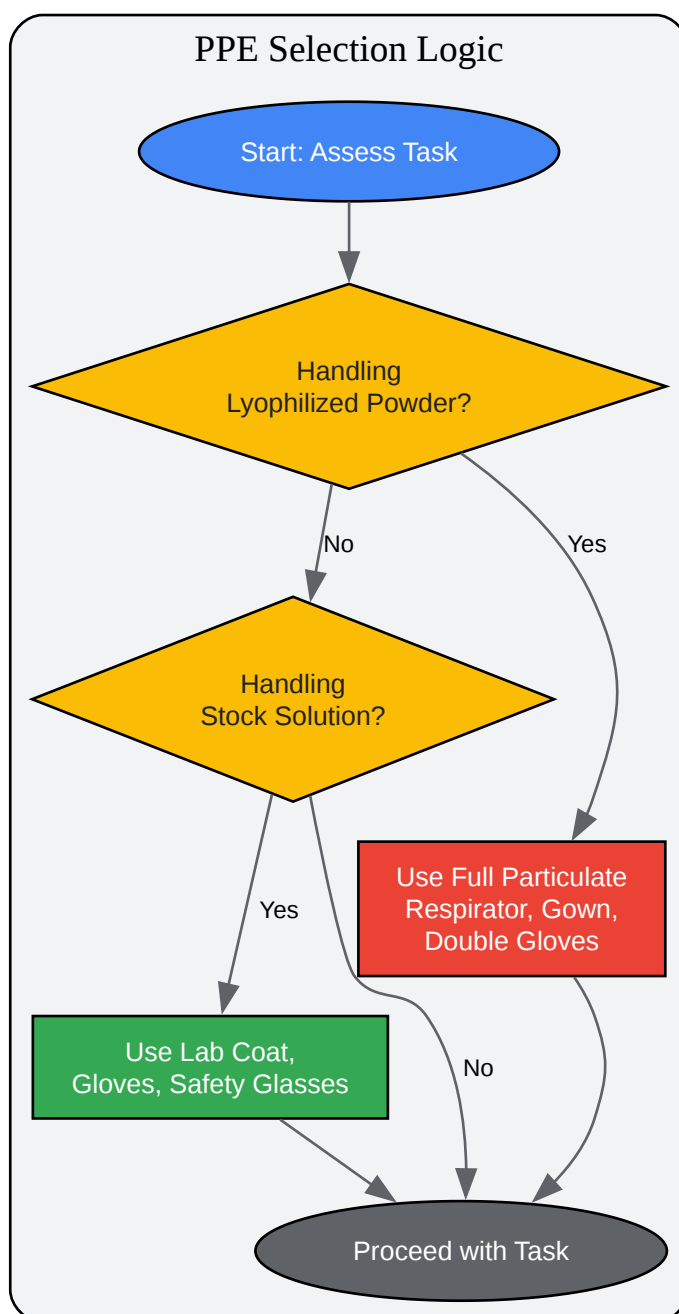 PPE Selection Logic
Start: Assess Task
Handling
Lyophilized Powder?
No
Yes
Handling
Stock Solution?
Use Full Particulate
Respirator, Gown,
Double Gloves
Yes
Use Lab Coat,
Gloves, Safety Glasses
No
Proceed with Task